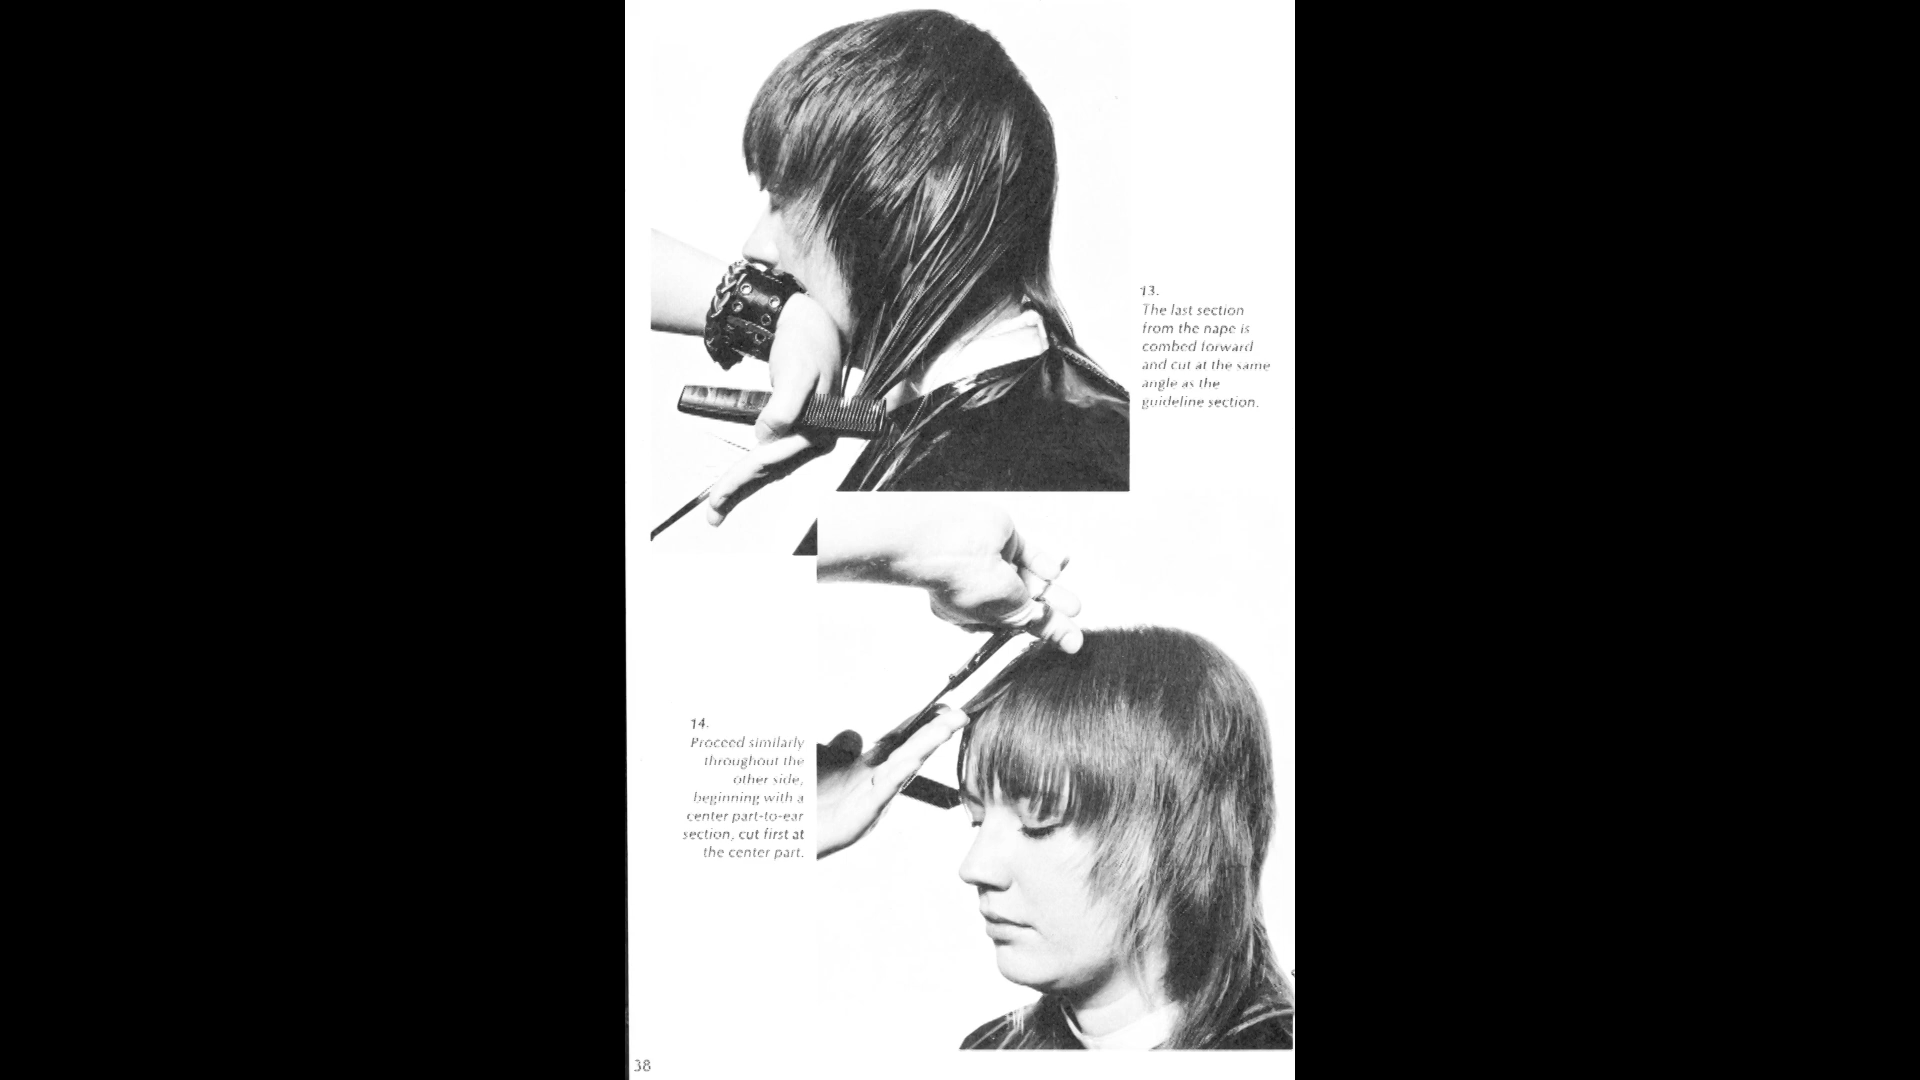 13.
The last section
from the nape is
combed forward
and cut at the same
angle as the
guideline section.
14.
Proceed similarly
throughout the
other side,
beginning with a
center part-to-ear
section, cut first at
the center part.
38